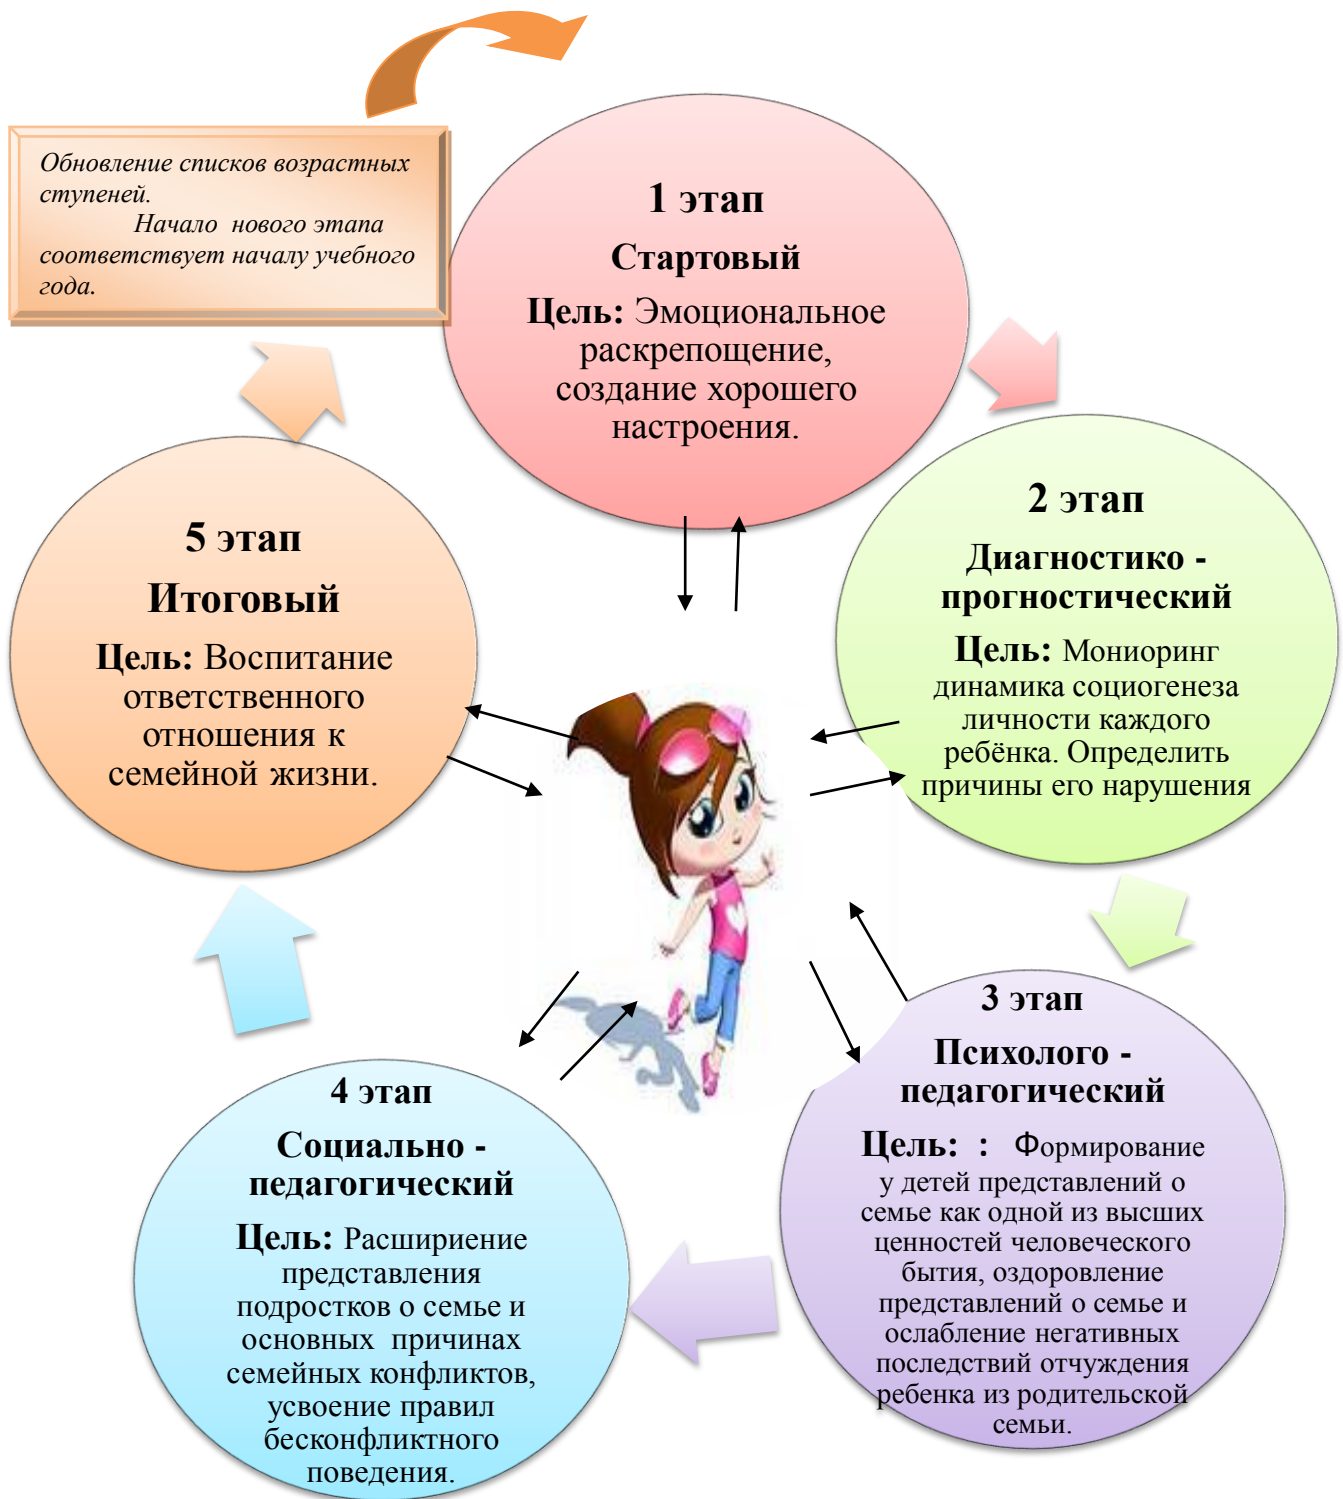 Обновление списков возрастных
ступеней.
Начало нового этапа
соответствует началу учебного
года.
1 этап
Стартовый
Цель: Эмоциональное
раскрепощение,
создание хорошего
настроения.
2 этап
Диагностико -
прогностический
Цель: Мониоринг
динамика социогенеза
личности каждого
ребёнка. Определить
причины его нарушения
3 этап
Психолого -
педагогический
Цель: : Формирование
у детей представлений о
семье как одной из высших
ценностей человеческого
бытия, оздоровление
представлений о семье и
ослабление негативных
последствий отчуждения
ребенка из родительской
семьи.
4 этап
Социально -
педагогический
Цель: Расшириение
представления
подростков о семье и
основных причинах
семейных конфликтов,
усвоение правил
бесконфликтного
поведения.
5 этап
Итоговый
Цель: Воспитание
ответственного
отношения к
семейной жизни.